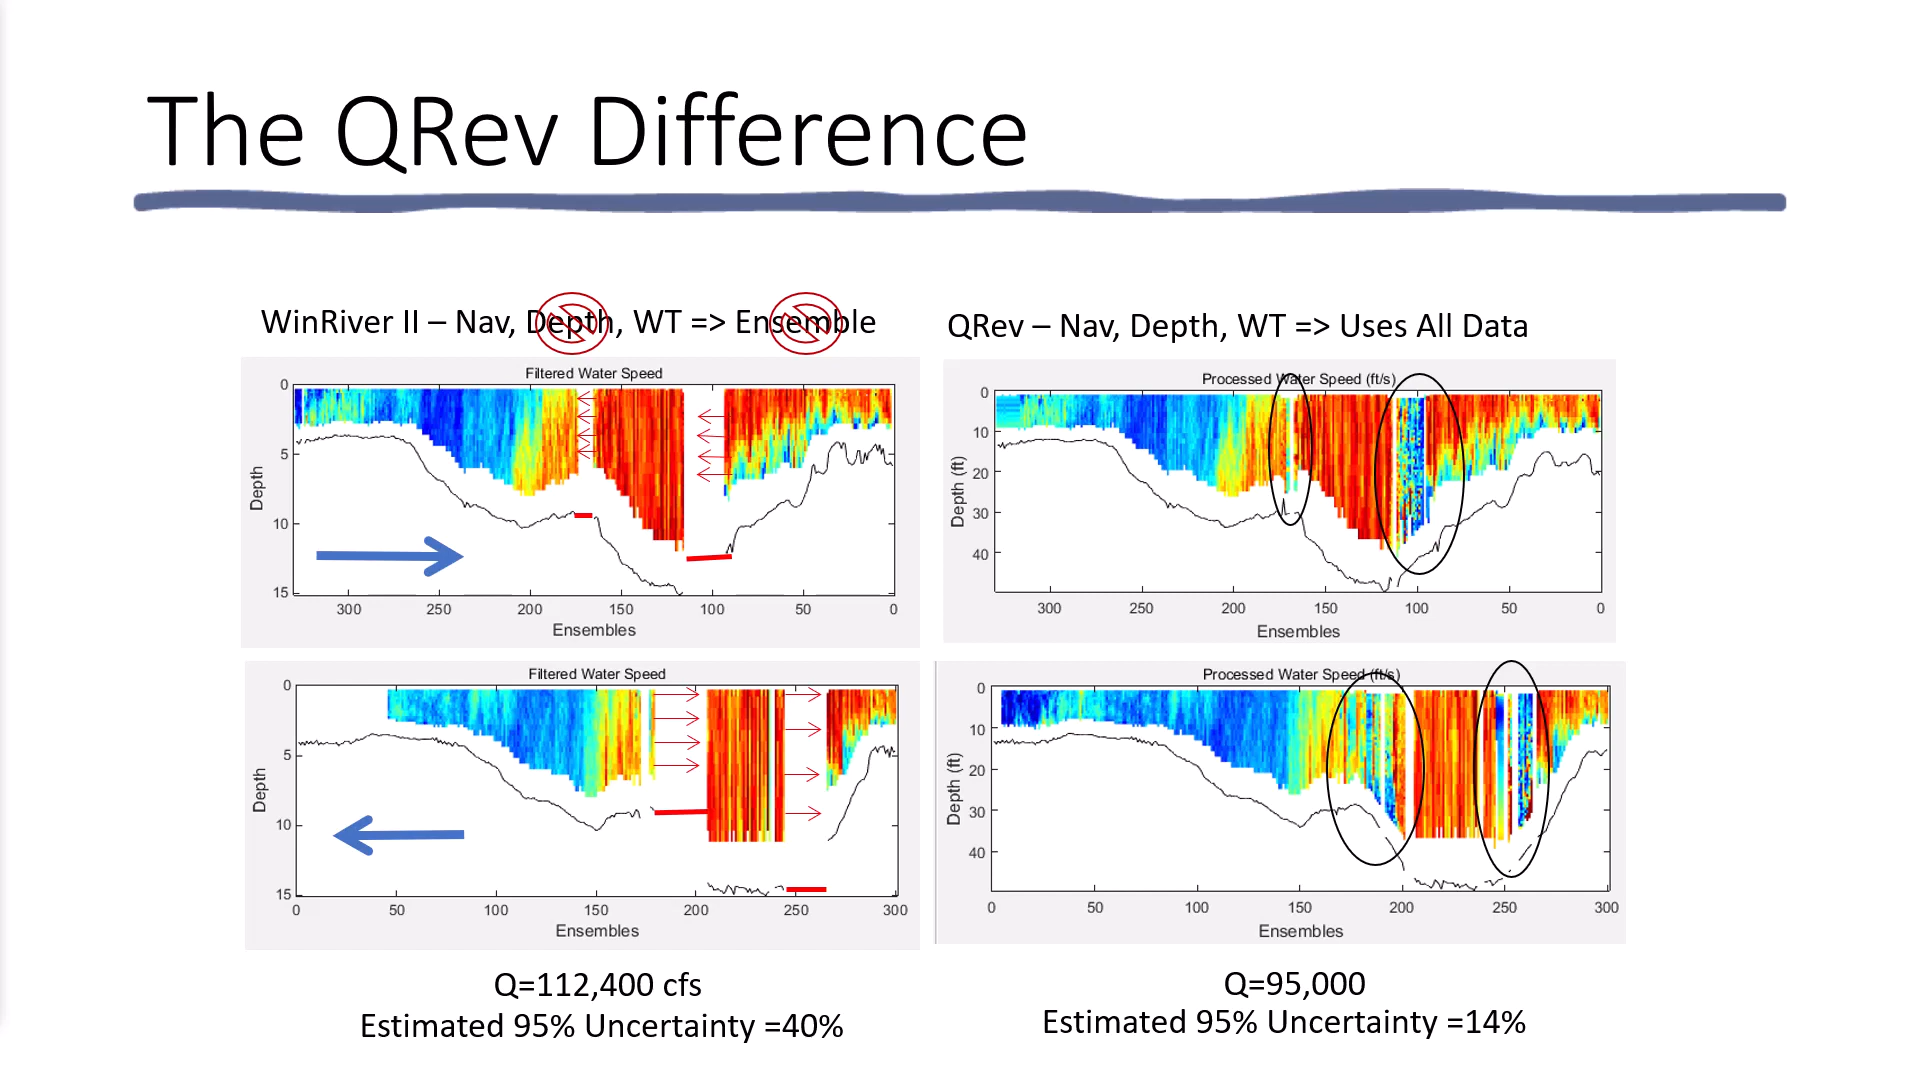 The QRev Difference
WinRiver II – Nav, Depth, WT => Ensemble
Filtered Water Speed
0
5
10
15
Depth
300 250 200 150 100 50 0
Ensembles
QRev – Nav, Depth, WT => Uses All Data
Processed Water Speed (ft/s)
0
10
20
30
40
Depth (ft)
300 250 200 150 100 50 0
Ensembles
Filtered Water Speed
0
5
10
15
Depth
0 50 100 150 200 250 300
Ensembles
Processed Water Speed (ft/s)
0
10
20
30
40
Depth (ft)
0 50 100 150 200 250 300
Ensembles
Q=112,400 cfs
Estimated 95% Uncertainty =40%
Q=95,000
Estimated 95% Uncertainty =14%